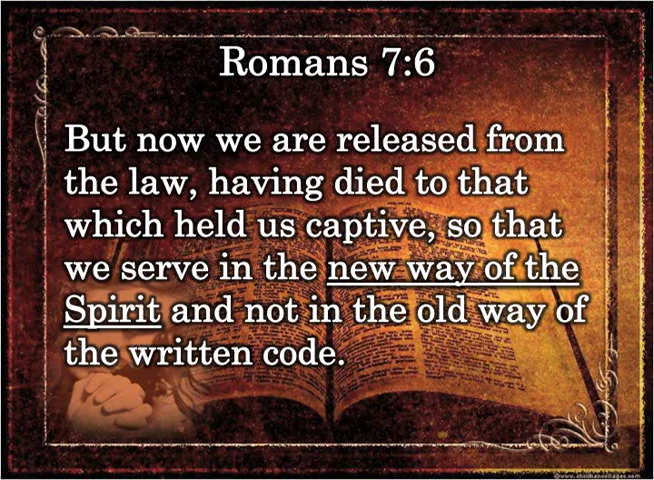 Romans 7:6
But now we are released from
the law, having died to that
which held us captive, so that
we serve in the new way of the
Spirit and not in the old way of
the written code.